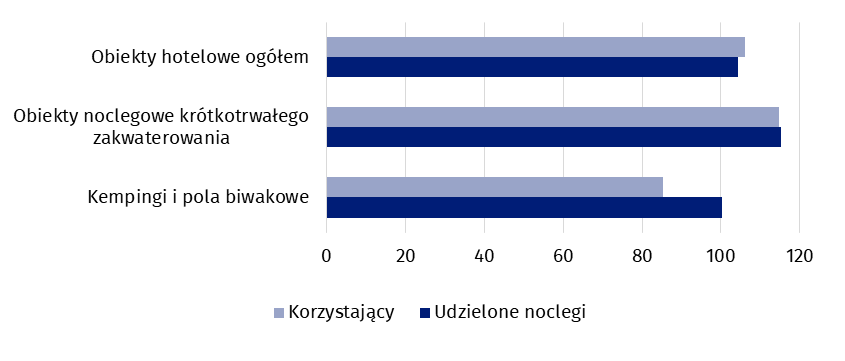 Obiekty hotelowe ogółem
Obiekty noclegowe krótkotrwałego
zakwaterowania
Kempingi i pola biwakowe
0 20 40 60 80 100 120
Korzystający Udzielone noclegi